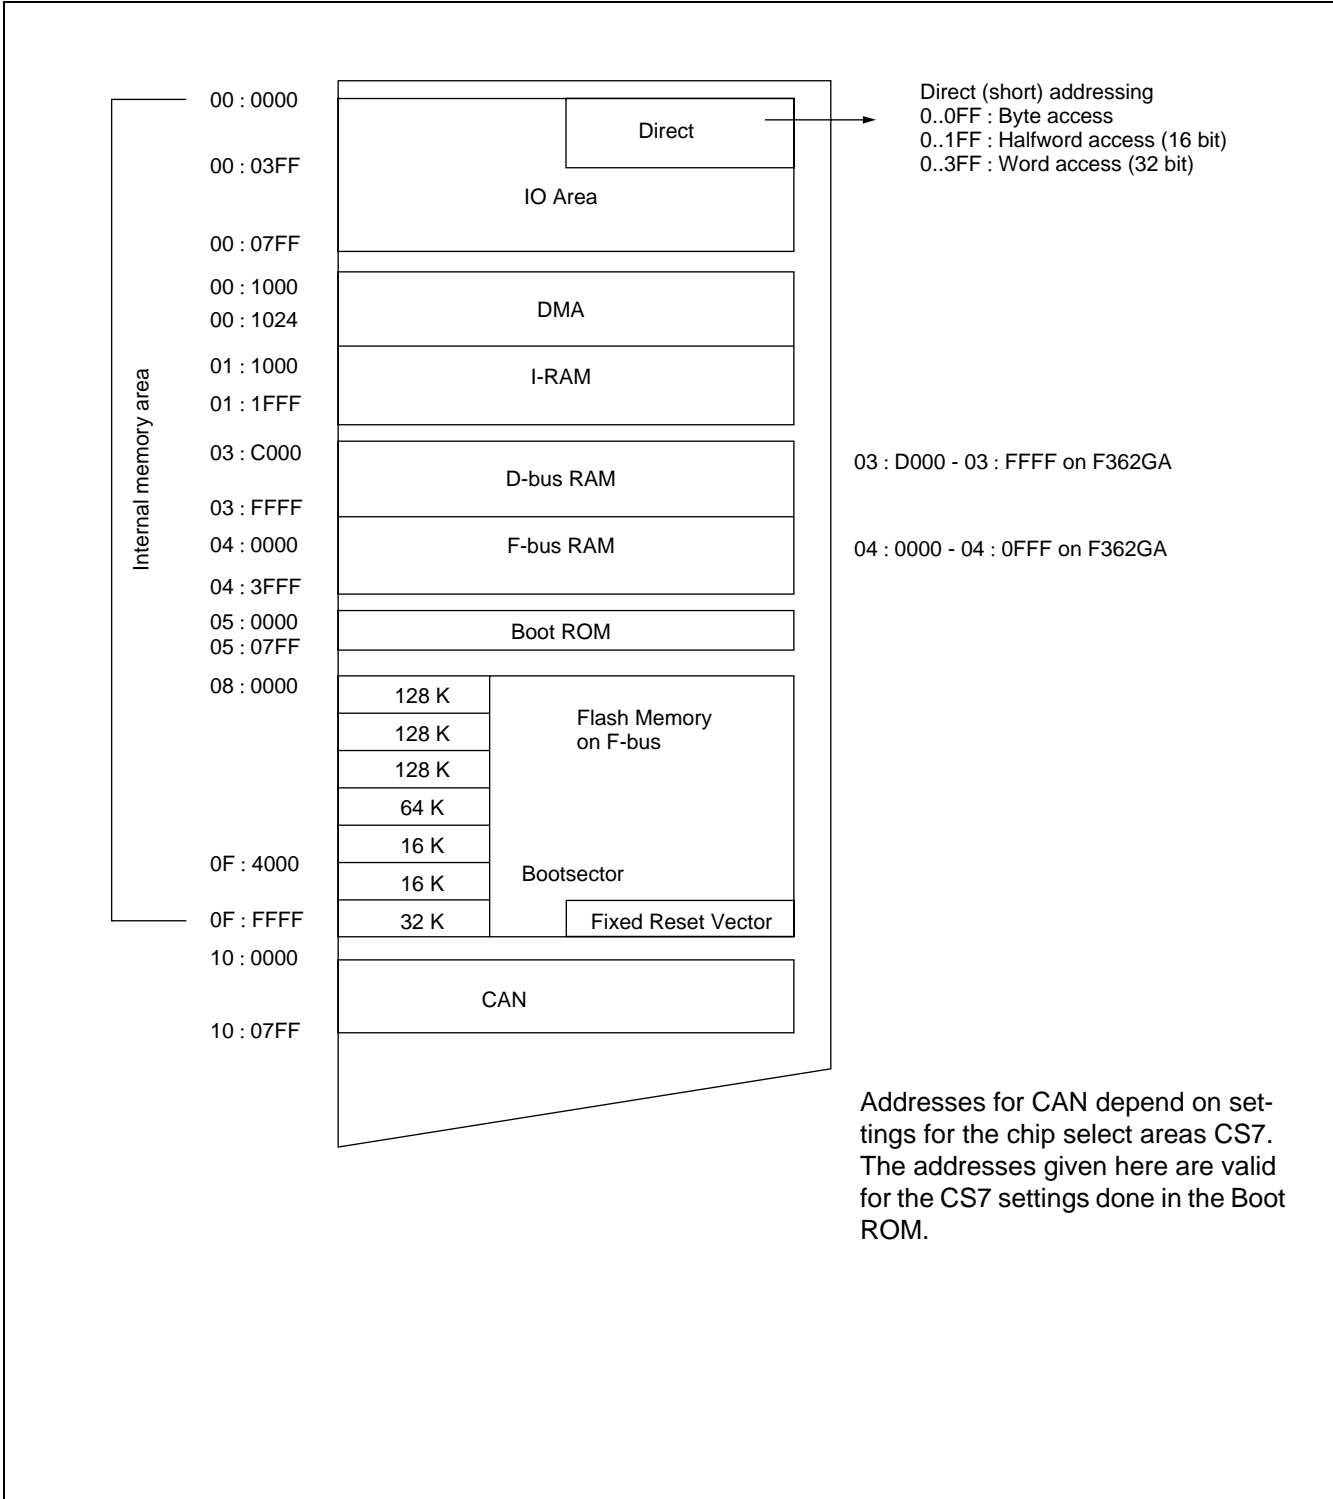 00 : 0000
Direct
Direct (short) addressing
0..0FF : Byte access
0..1FF : Halfword access (16 bit)
0..3FF : Word access (32 bit)
00 : 03FF
IO Area
00 : 07FF
00 : 1000
DMA
00 : 1024
01 : 1000
I-RAM
01 : 1FFF
Internal memory area
03 : C000
D-bus RAM
03 : D000 - 03 : FFFF on F362GA
03 : FFFF
04 : 0000
F-bus RAM
04 : 0000 - 04 : 0FFF on F362GA
04 : 3FFF
05 : 0000
Boot ROM
05 : 07FF
08 : 0000
128 K
Flash Memory
on F-bus
128 K
128 K
64 K
16 K
0F : 4000
16 K
Bootsector
0F : FFFF
32 K
Fixed Reset Vector
10 : 0000
CAN
10 : 07FF
Addresses for CAN depend on set-
tings for the chip select areas CS7.
The addresses given here are valid
for the CS7 settings done in the Boot
ROM.